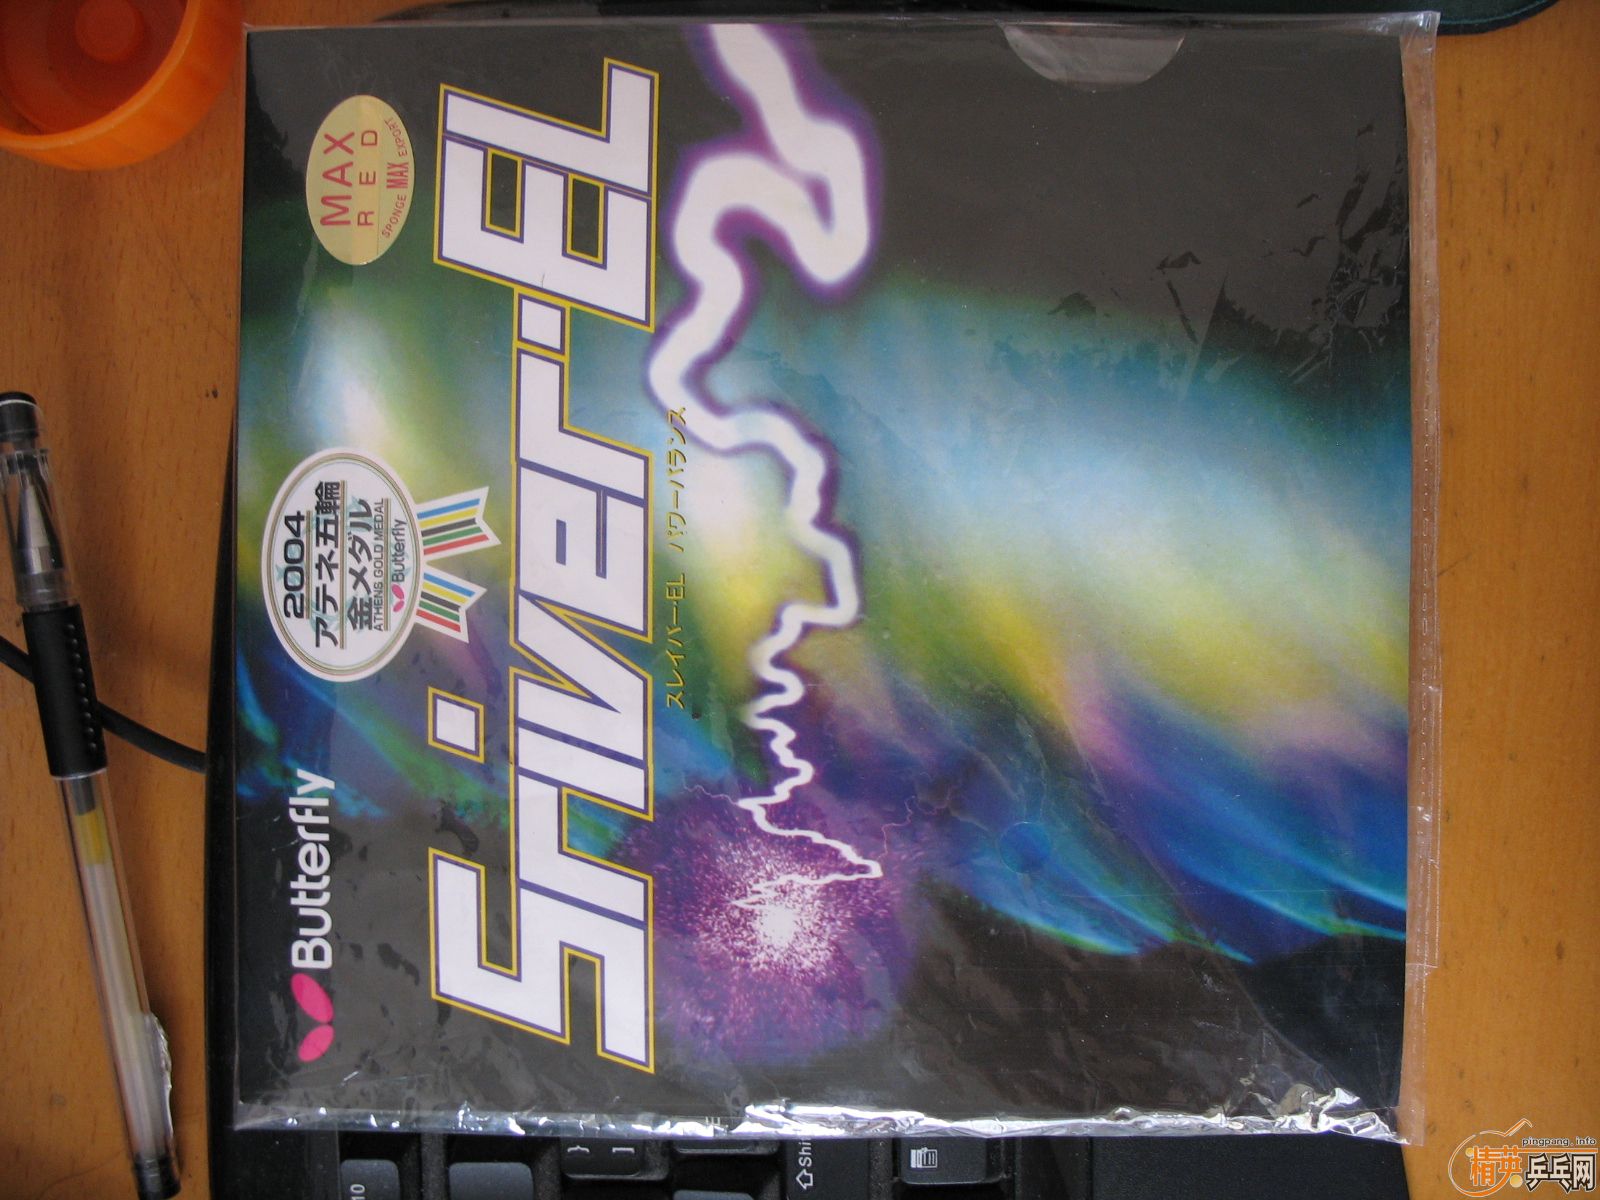 Butterfly
2004
アテネ五輪
金メダル
ATHENS GOLD MEDAL
Butterfly
MAX
RED
SPONGE MAX EXPORT
Sriver·EL
スレイバー・EL パワーバランス
10
}
]
⇧Shi
pingpang.info
精英乒乓网